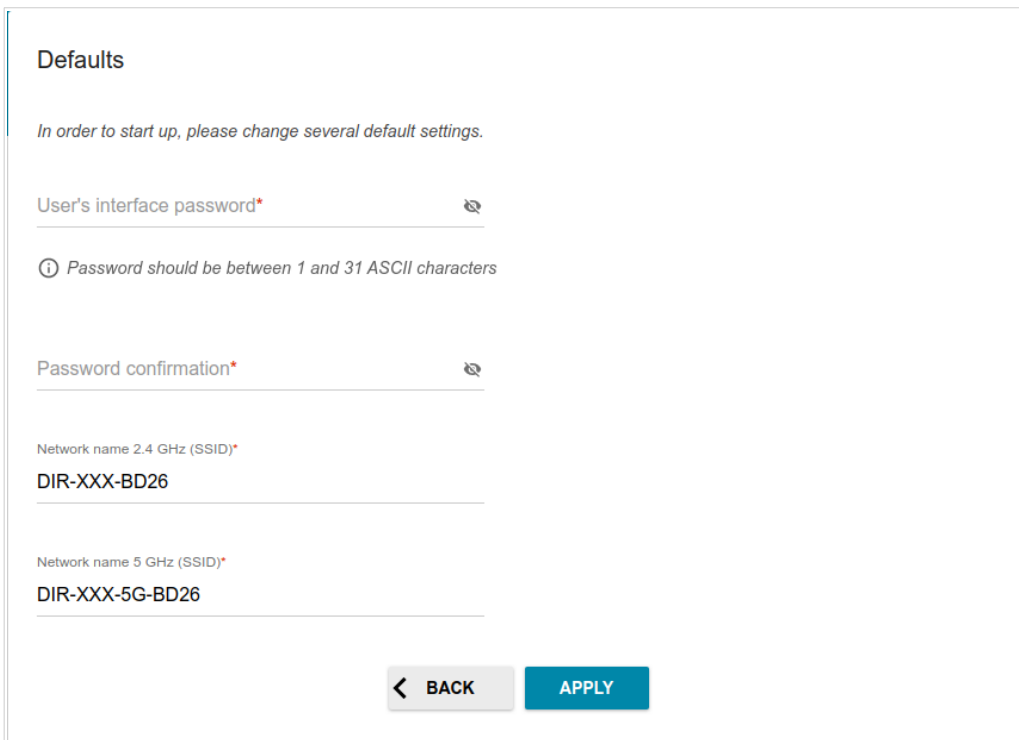 Defaults
In order to start up, please change several default settings.
User's interface password*
Password should be between 1 and 31 ASCII characters
Password confirmation*
Network name 2.4 GHz (SSID)*
DIR-XXX-BD26
Network name 5 GHz (SSID)*
DIR-XXX-5G-BD26
BACK APPLY